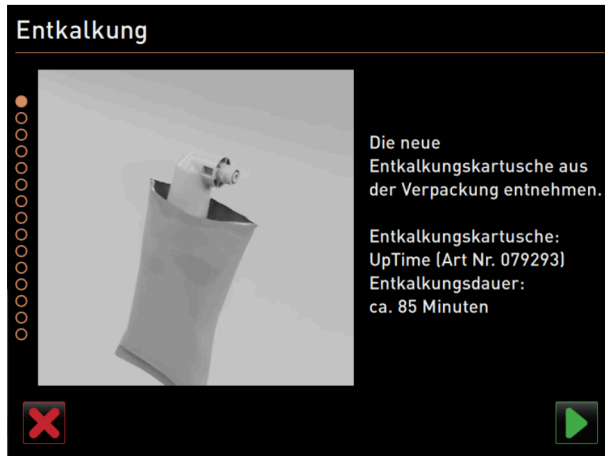 Entkalkung
Die neue
Entkalkungskartusche aus
der Verpackung entnehmen.
Entkalkungskartusche:
UpTime (Art Nr. 079293)
Entkalkungsdauer:
ca. 85 Minuten